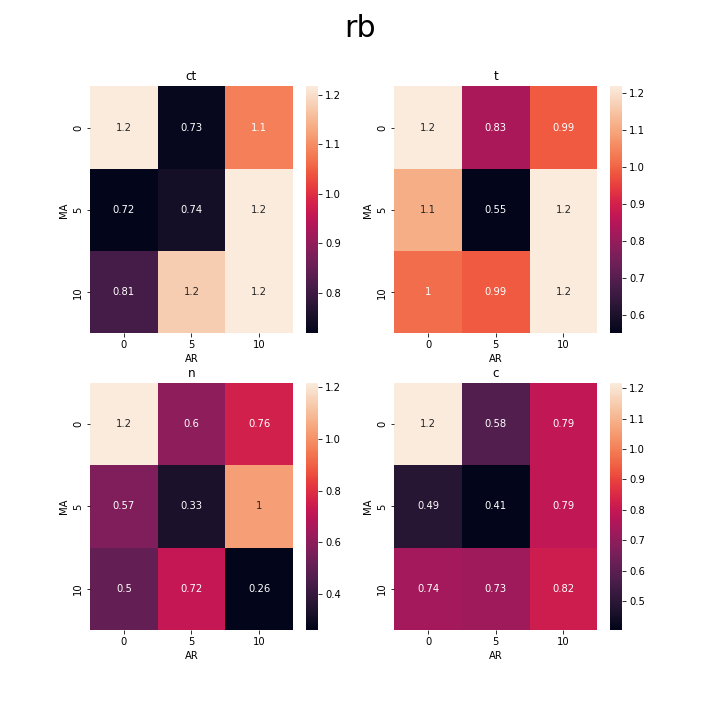 rb
ct
t
0 1.2 0.73 1.1
5 0.72 0.74 1.2
10 0.81 1.2 1.2
MA
0 5 10
AR
1.2
1.1
1.0
0.9
0.8
0 1.2 0.83 0.99
5 1.1 0.55 1.2
10 1 0.99 1.2
MA
0 5 10
AR
1.2
1.1
1.0
0.9
0.8
0.7
0.6
n
c
0 1.2 0.6 0.76
5 0.57 0.33 1
10 0.5 0.72 0.26
MA
0 5 10
AR
1.2
1.0
0.8
0.6
0.4
0 1.2 0.58 0.79
5 0.49 0.41 0.79
10 0.74 0.73 0.82
MA
0 5 10
AR
1.2
1.1
1.0
0.9
0.8
0.7
0.6
0.5